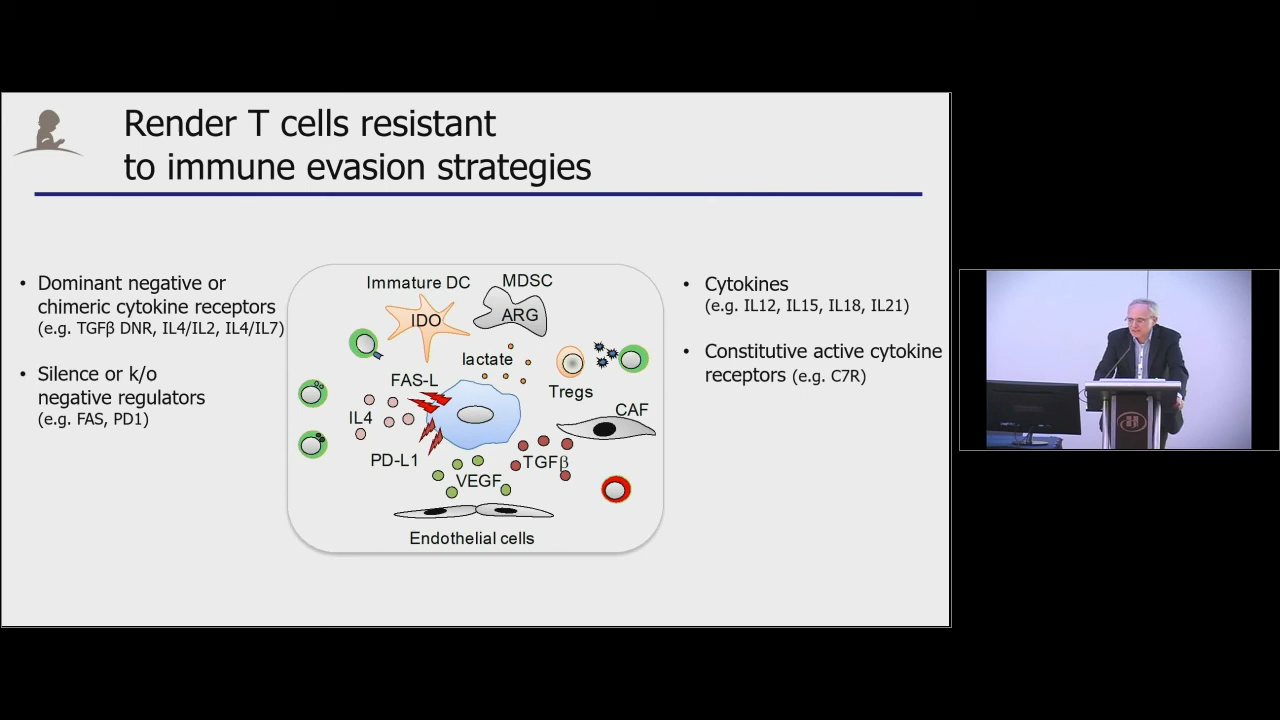 Render T cells resistant
to immune evasion strategies
• Dominant negative or
chimeric cytokine receptors
(e.g. TGFβ DNR, IL4/IL2, IL4/IL7)
• Silence or k/o
negative regulators
(e.g. FAS, PD1)
Immature DC
MDSC
IDO
ARG
lactate
FAS-L
Tregs
IL4
CAF
PD-L1
TGFβ
VEGF
Endothelial cells
• Cytokines
(e.g. IL12, IL15, IL18, IL21)
• Constitutive active cytokine
receptors (e.g. C7R)